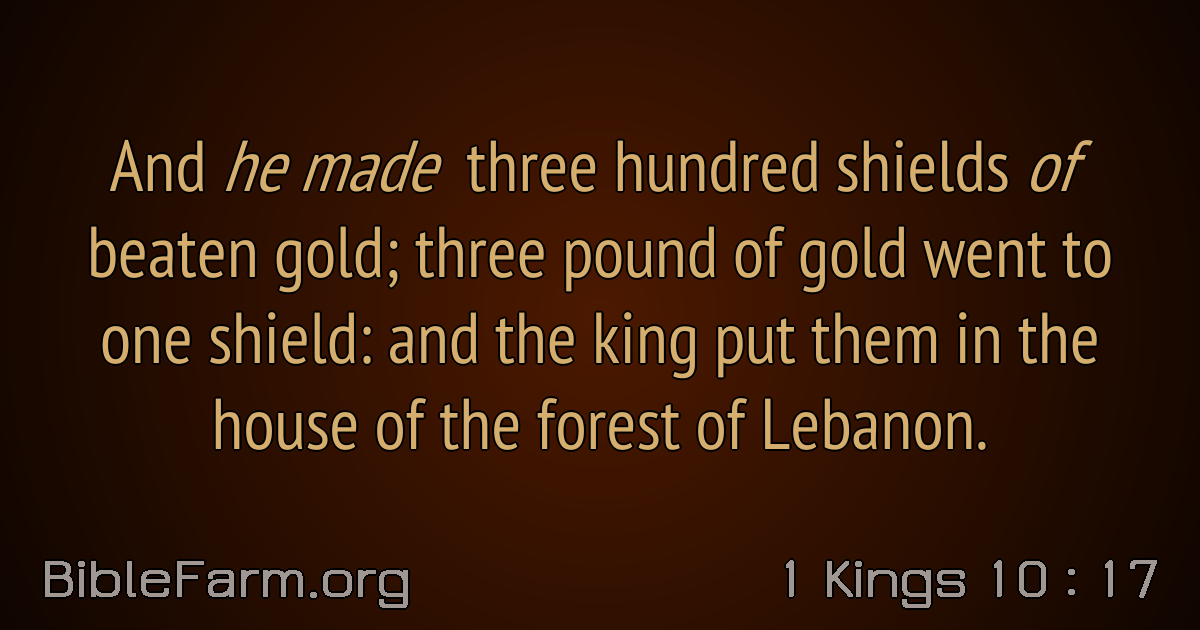 And he made three hundred shields of
beaten gold; three pound of gold went to
one shield: and the king put them in the
house of the forest of Lebanon.
BibleFarm.org
1 Kings 10 : 17